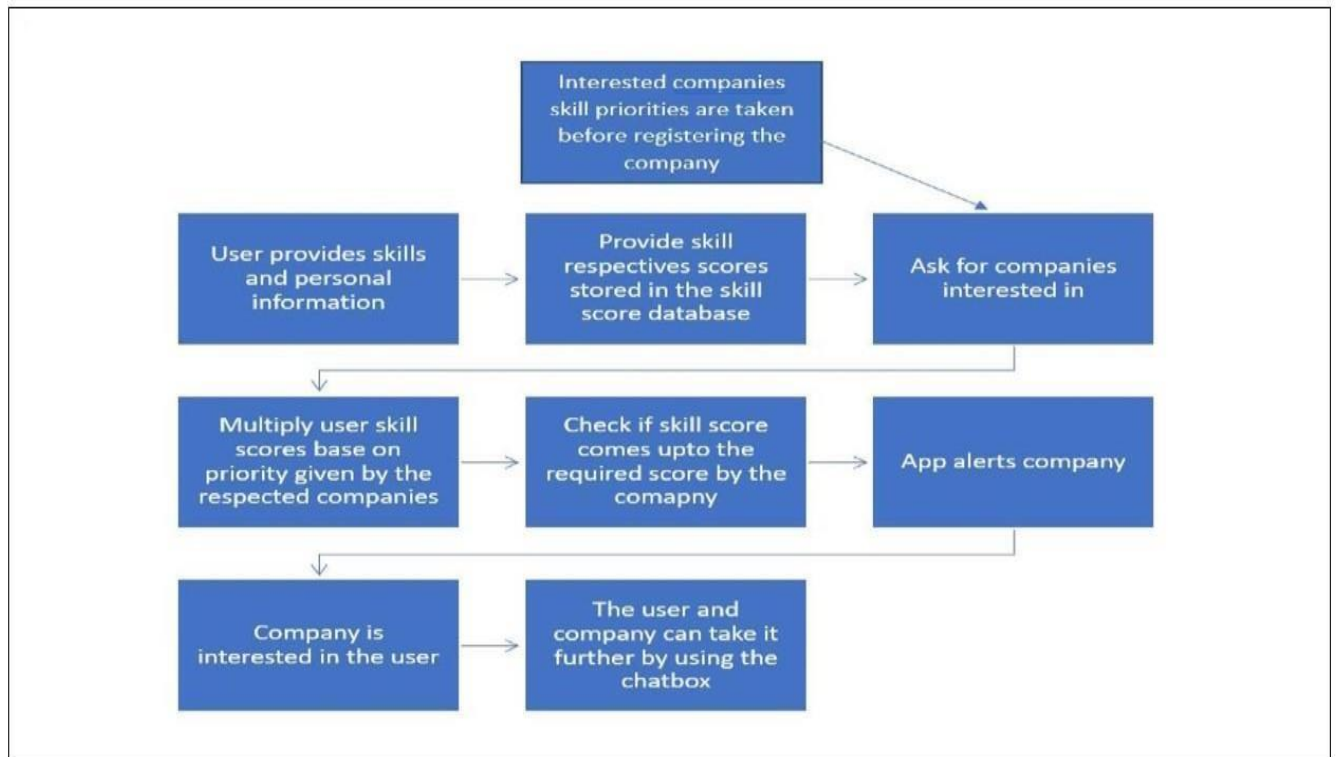 Interested companies
skill priorities are taken
before registering the
company
User provides skills
and personal
information
Provide skill
respectives scores
stored in the skill
score database
Ask for companies
interested in
Multiply user skill
scores base on
priority given by the
respected companies
Check if skill score
comes upto the
required score by the
comapny
App alerts company
Company is
interested in the user
The user and
company can take it
further by using the
chatbox